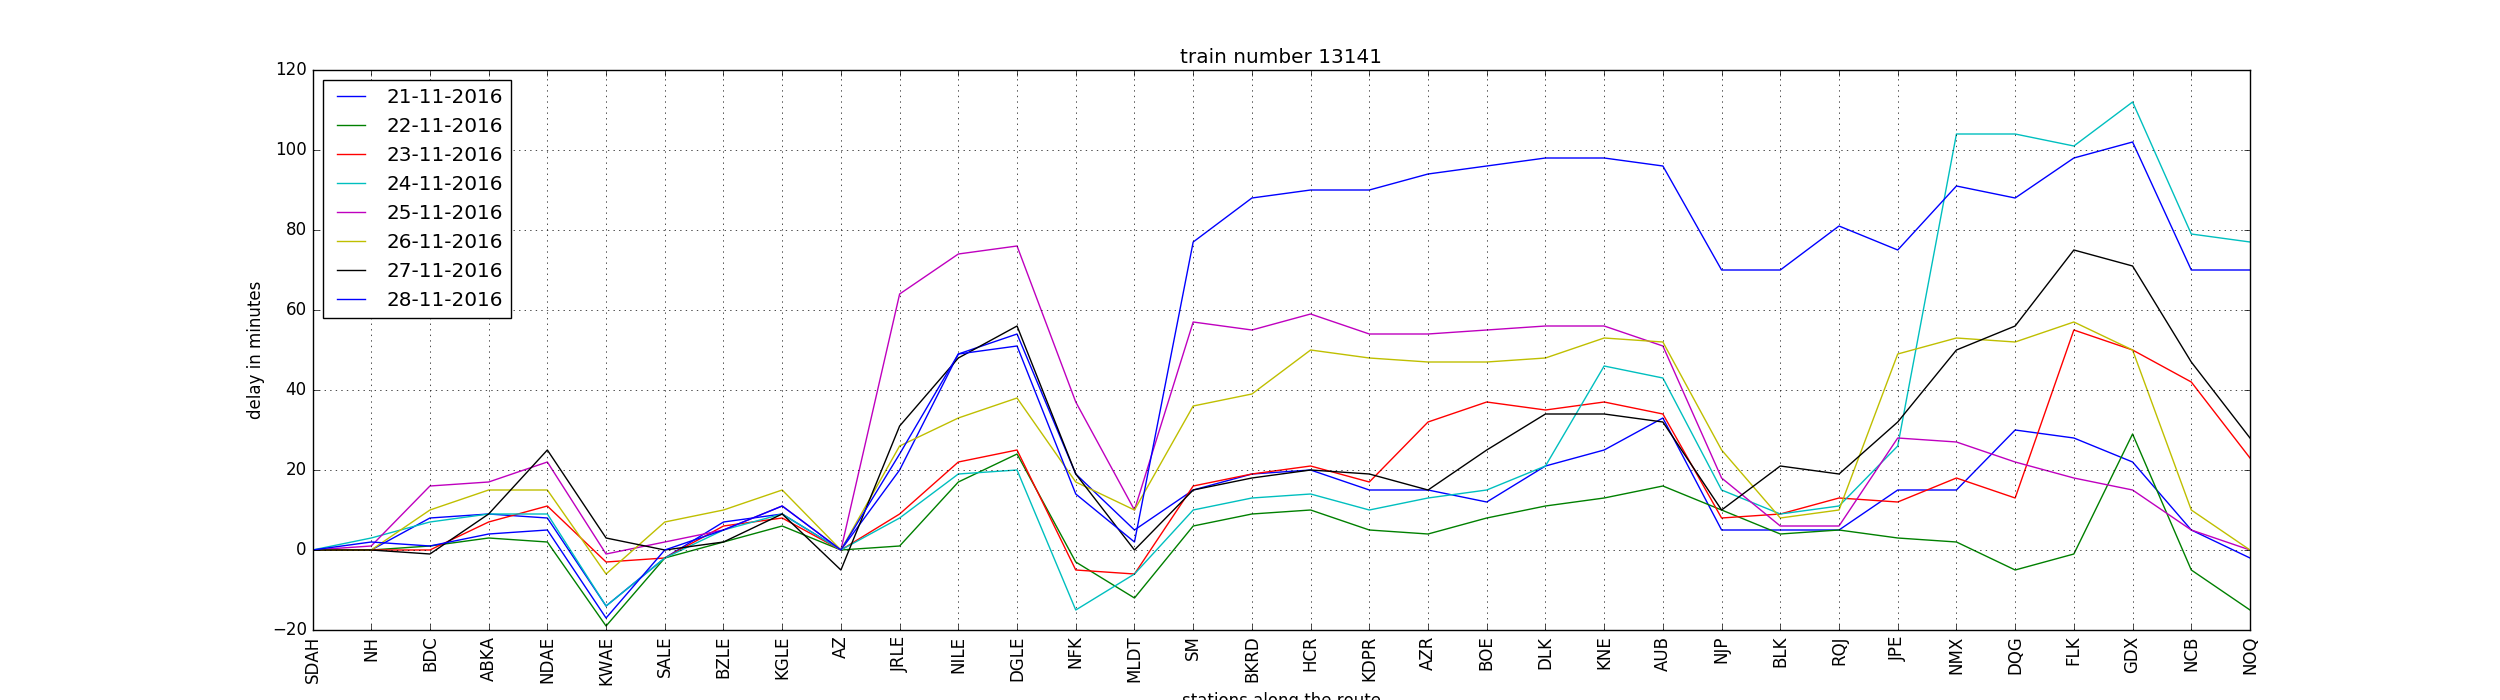 train number 13141
120
100
80
60
40
20
0
−20
delay in minutes
21-11-2016
22-11-2016
23-11-2016
24-11-2016
25-11-2016
26-11-2016
27-11-2016
28-11-2016
SDAH
NH
BDC
ABKA
NDAE
KWAE
SALE
BZLE
KGLE
AZ
JRLE
NILE
DGLE
NFK
MLDT
SM
BKRD
HCR
KDPR
AZR
BOE
DLK
KNE
AUB
NJP
BLK
RQJ
JPE
NMX
DQG
FLK
GDX
NCB
NOQ
stations along the route